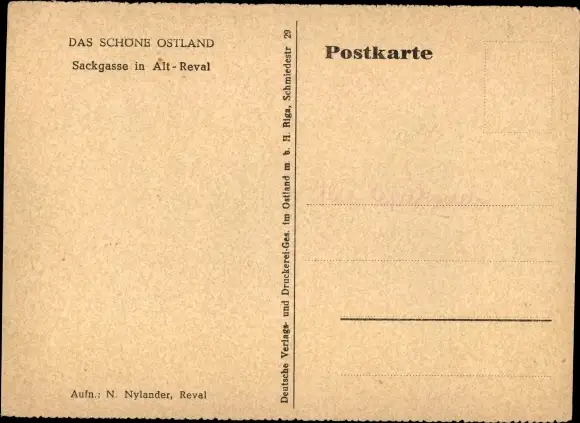 DAS SCHÖNE OSTLAND
Sackgasse in Alt-Reval
Aufn.: N. Nylander, Reval
Deutsche Verlags- und Druckerei-Ges. im Ostland m b. H. Riga, Schmiedestr 29
Postkarte